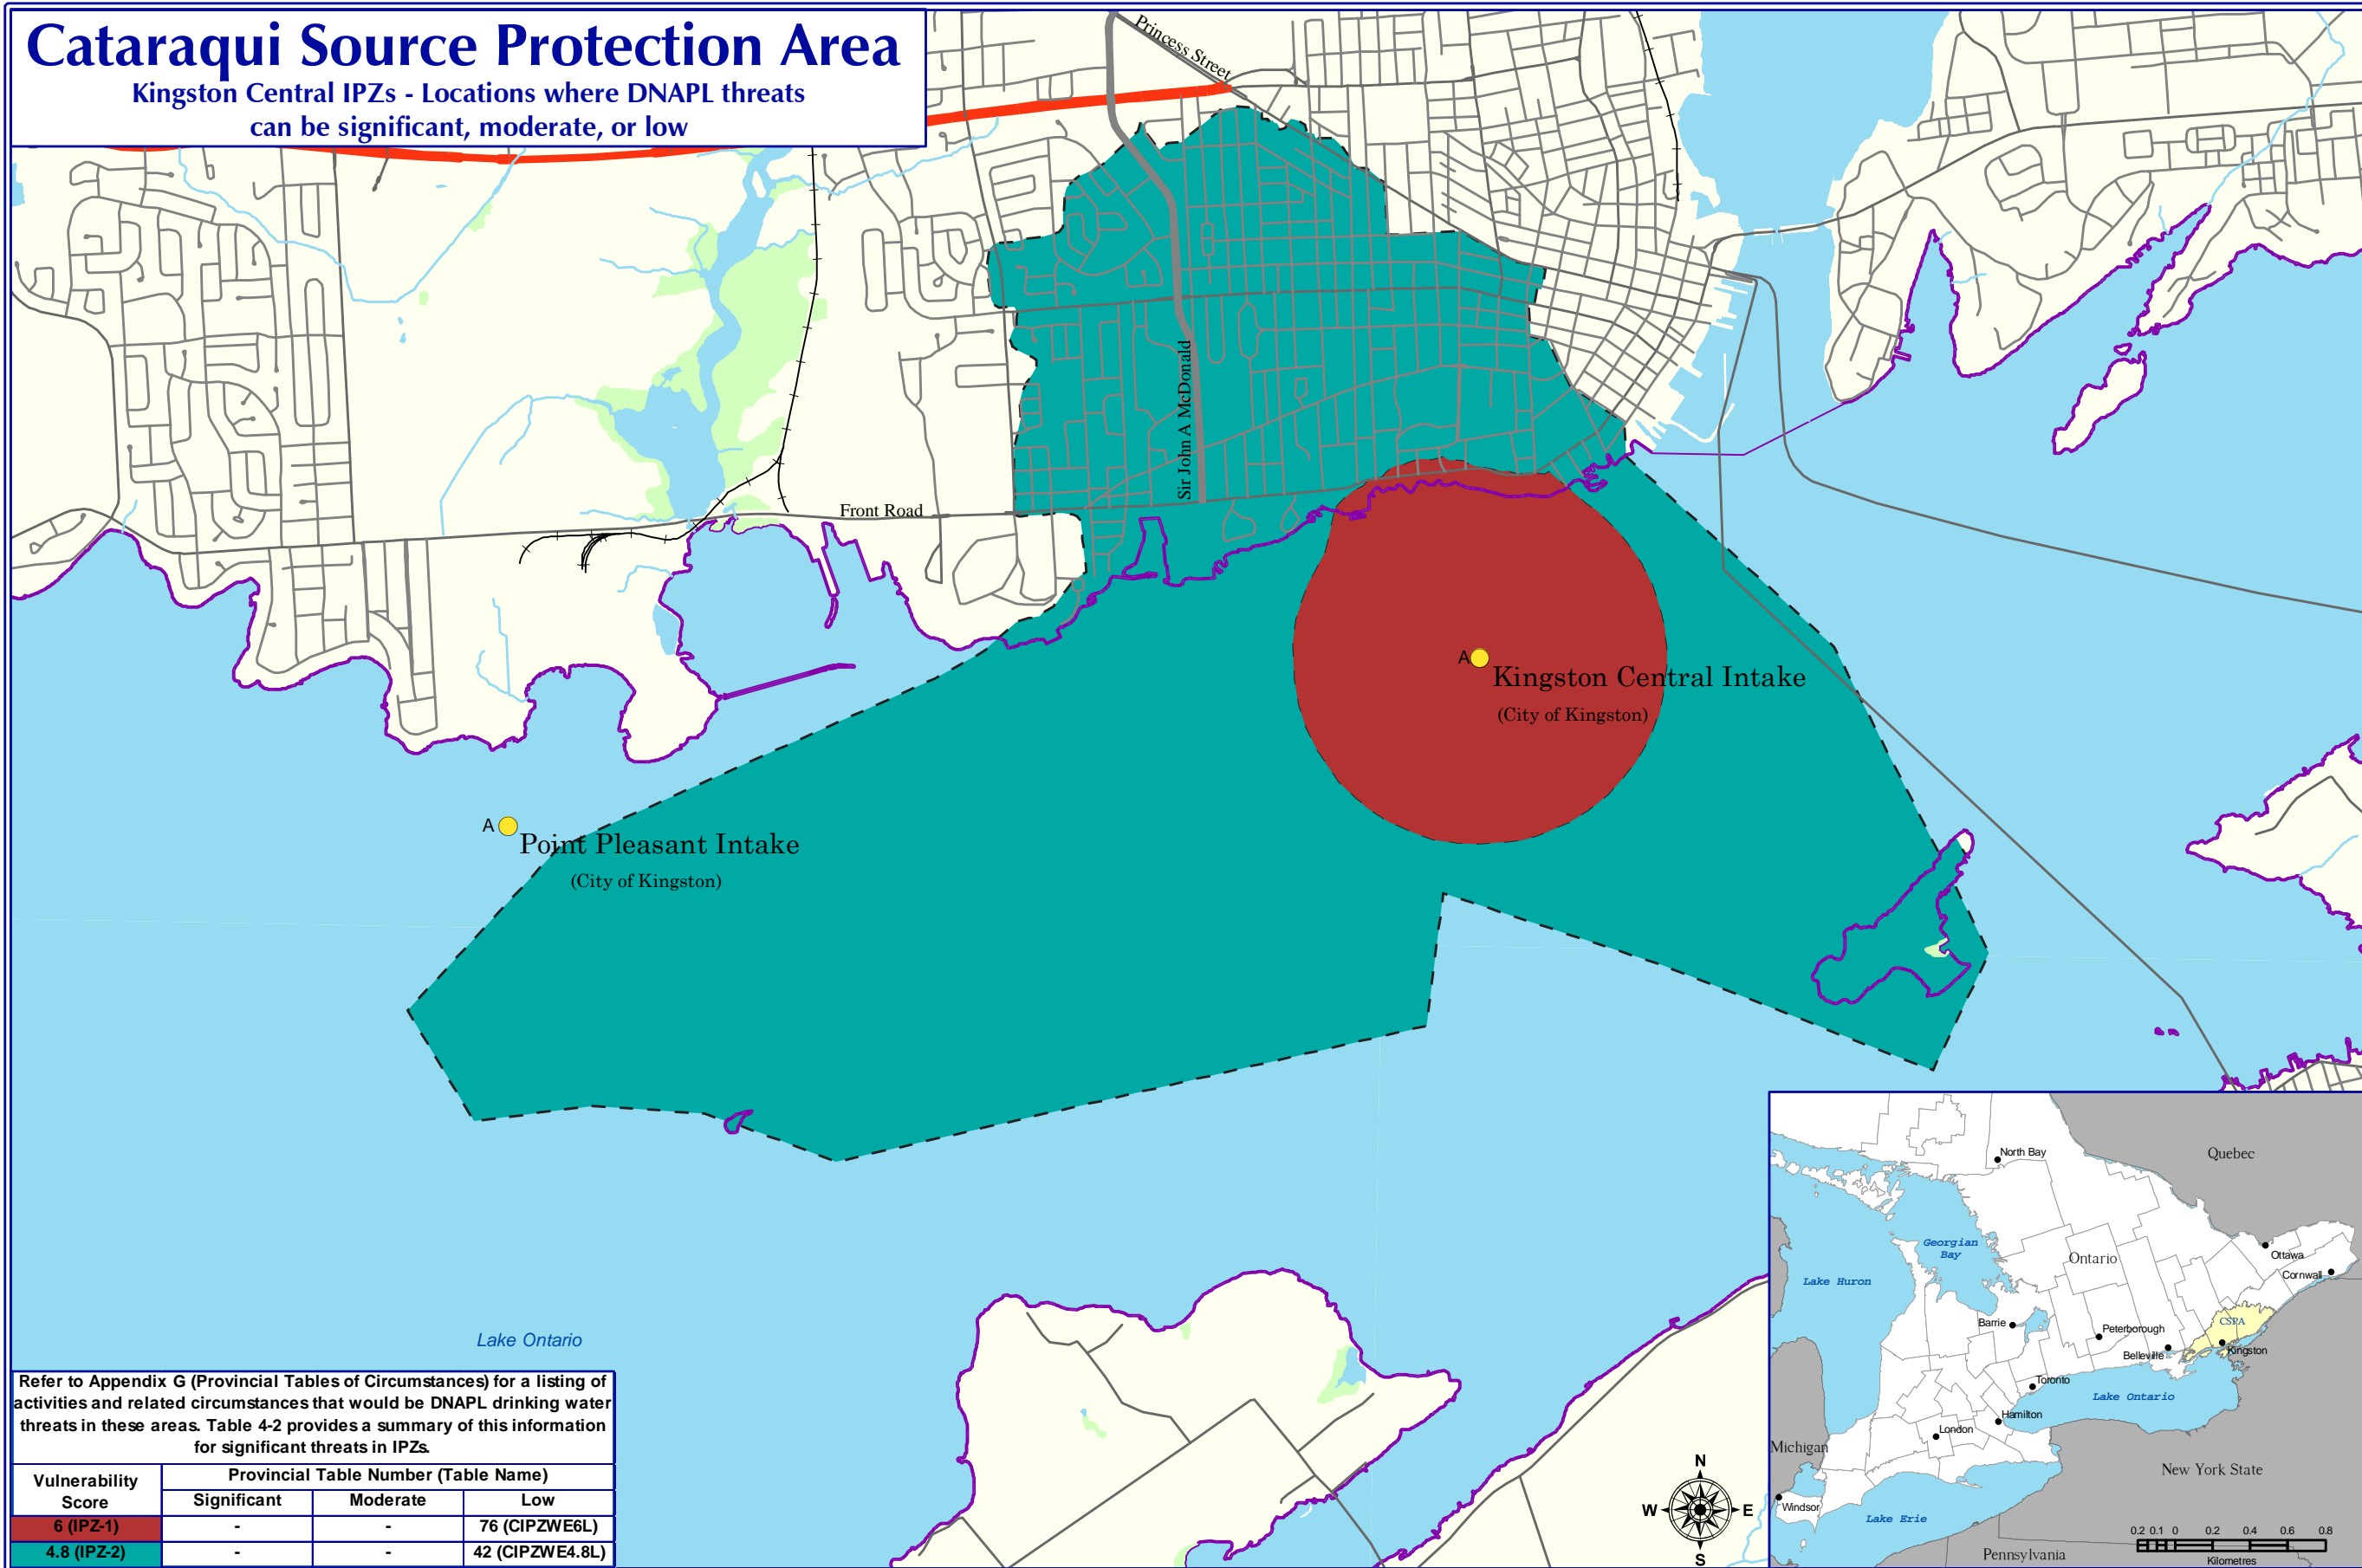 Cataraqui Source Protection Area
Kingston Central IPZs - Locations where DNAPL threats
can be significant, moderate, or low
Princess Street
Sir John A McDonald
Front Road
A
Kingston Central Intake
(City of Kingston)
A
Point Pleasant Intake
(City of Kingston)
Lake Ontario
Refer to Appendix G (Provincial Tables of Circumstances) for a listing of
activities and related circumstances that would be DNAPL drinking water
threats in these areas. Table 4-2 provides a summary of this information
for significant threats in IPZs.
Vulnerability
Score
Provincial Table Number (Table Name)
Significant Moderate Low
6 (IPZ-1) - - 76 (CIPZWE6L)
4.8 (IPZ-2) - - 42 (CIPZWE4.8L)
N
W E
S
North Bay
Quebec
Georgian
Bay
Ottawa
Ontario
Lake Huron
Cornwall
CSPA
Barrie
Peterborough
Belleville
Kingston
Toronto
Lake Ontario
Hamilton
London
Michigan
New York State
Windsor
Lake Erie
Pennsylvania
0.2 0.1 0 0.2 0.4 0.6 0.8
Kilometres